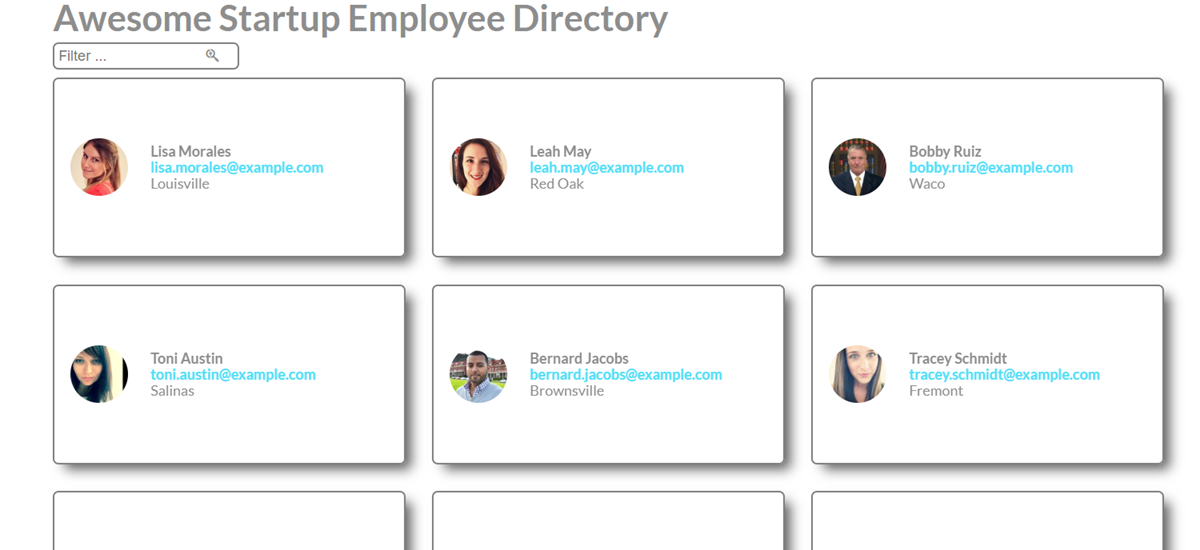 Awesome Startup Employee Directory
Filter ...
Lisa Morales
lisa.morales@example.com
Louisville
Leah May
leah.may@example.com
Red Oak
Bobby Ruiz
bobby.ruiz@example.com
Waco
Toni Austin
toni.austin@example.com
Salinas
Bernard Jacobs
bernard.jacobs@example.com
Brownsville
Tracey Schmidt
tracey.schmidt@example.com
Fremont